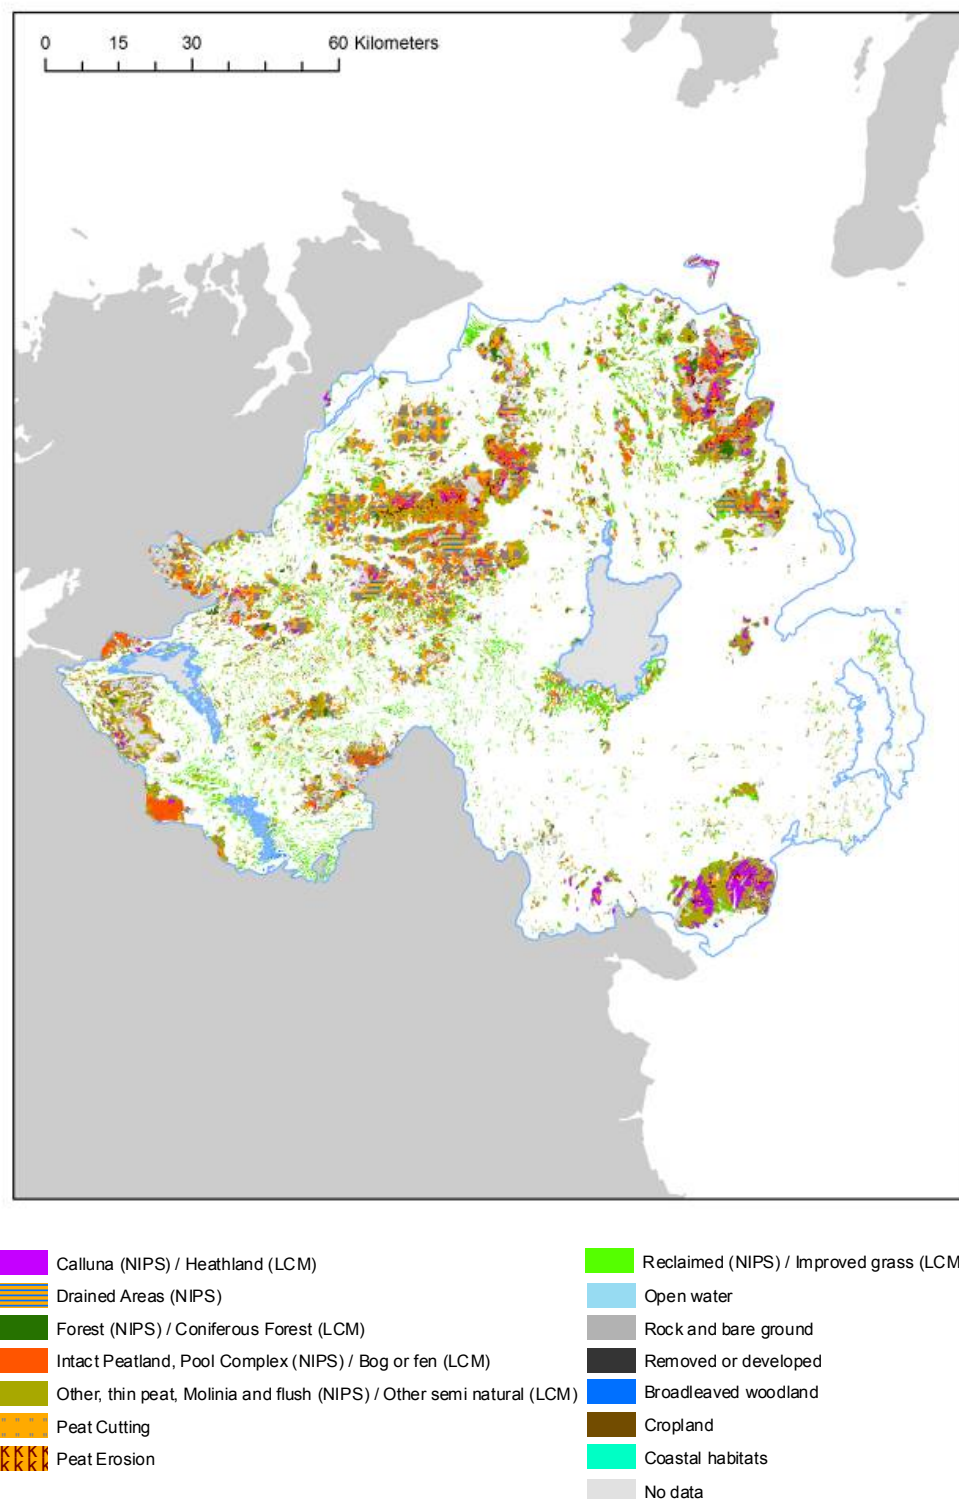 0 15 30 60 Kilometers
Calluna (NIPS) / Heathland (LCM)
Drained Areas (NIPS)
Forest (NIPS) / Coniferous Forest (LCM)
Intact Peatland, Pool Complex (NIPS) / Bog or fen (LCM)
Other, thin peat, Molinia and flush (NIPS) / Other semi natural (LCM)
Peat Cutting
Peat Erosion
Reclaimed (NIPS) / Improved grass (LCM
Open water
Rock and bare ground
Removed or developed
Broadleaved woodland
Cropland
Coastal habitats
No data